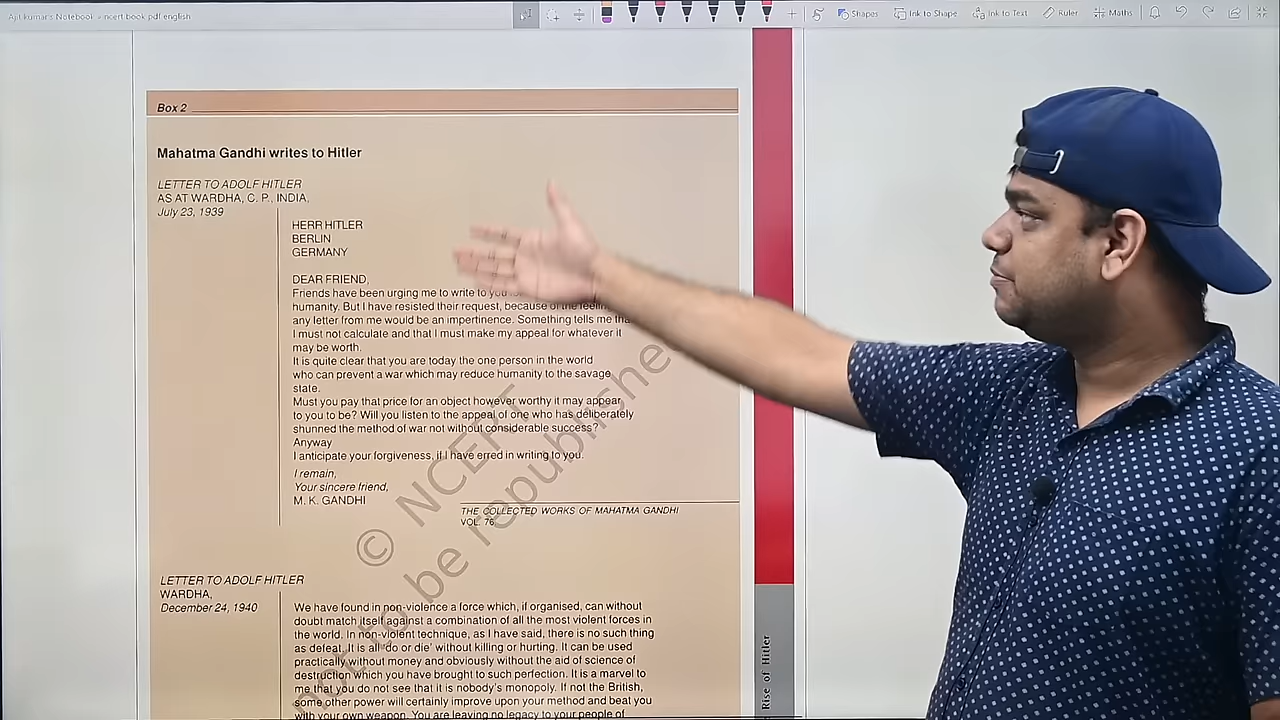 Ajit kumar's Notebook - ncert book pdf english
Shapes
Ink to Shape
Ink to Text
Ruler
Maths
Box 2
Mahatma Gandhi writes to Hitler
LETTER TO ADOLF HITLER
AS AT WARDHA, C. P., INDIA,
July 23, 1939
HERR HITLER
BERLIN
GERMANY
DEAR FRIEND,
Friends have been urging me to write to you
humanity. But I have resisted their request, because of the
any letter from me would be an impertinence. Something tells me
I must not calculate and that I must make my appeal for whatever it
may be worth.
It is quite clear that you are today the one person in the world
who can prevent a war which may reduce humanity to the savage
state.
Must you pay that price for an object however worthy it may appear
to you to be? Will you listen to the appeal of one who has deliberately
shunned the method of war not without considerable success?
Anyway
I anticipate your forgiveness, if I have erred in writing to you.
I remain,
Your sincere friend,
M. K. GANDHI
THE COLLECTED WORKS OF MAHATMA GANDHI
VOL. 76
© NCERT
be republishe
LETTER TO ADOLF HITLER
WARDHA,
December 24, 1940
We have found in non-violence a force which, if organised, can without
doubt match itself against a combination of all the most violent forces in
the world. In non-violent technique, as I have said, there is no such thing
as defeat. It is all 'do or die' without killing or hurting. It can be used
practically without money and obviously without the aid of science of
destruction which you have brought to such perfection. It is a marvel to
me that you do not see that it is nobody's monopoly. If not the British,
some other power will certainly improve upon your method and beat you
with your own weapon. You are leaving no legacy to your people of
Rise of Hitler